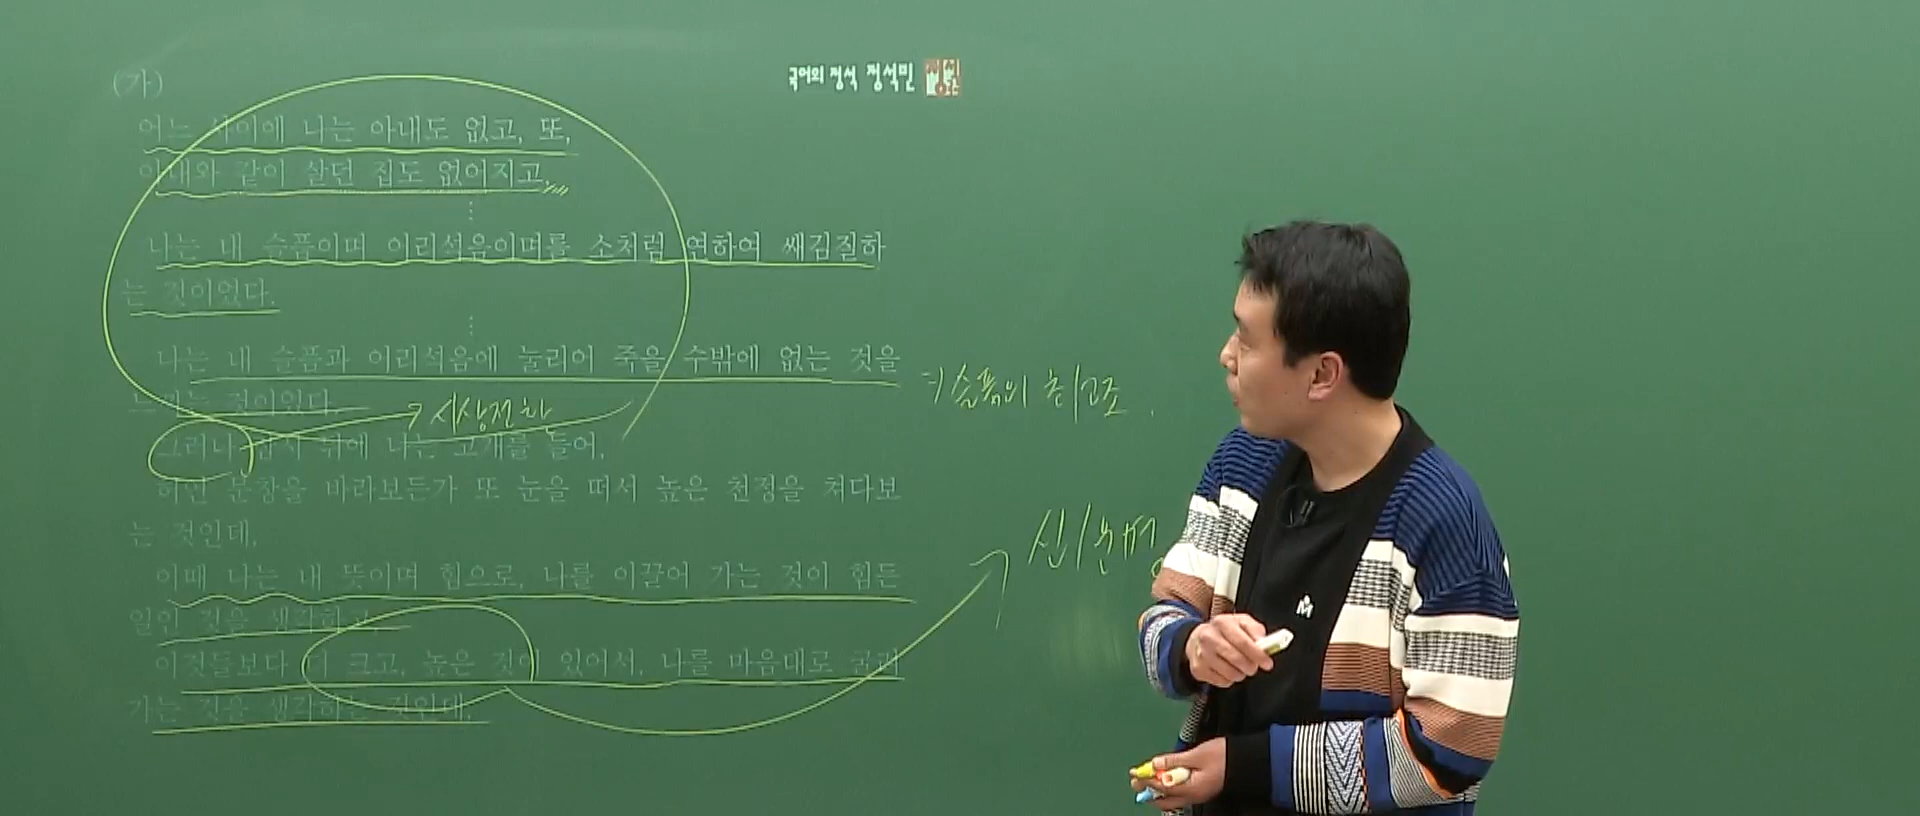 국어의 정석 정석민
(가)
어느 사이에 나는 아내도 없고, 또,
아내와 같이 살던 집도 없어지고,
⋮
나는 내 슬픔이며 어리석음이며를 소처럼 연하여 쌔김질하
는 것이었다.
⋮
나는 내 슬픔과 어리석음에 눌리어 죽을 수밖에 없는 것을
느끼는 것이었다.
→ 시상전환
슬픔의 최고조.
그러나 잠시 뒤에 나는 고개를 들어,
허연 문창을 바라보든가 또 눈을 떠서 높은 천정을 쳐다보
는 것인데,
이때 나는 내 뜻이며 힘으로, 나를 이끌어 가는 것이 힘든
일인 것을 생각하고,
이것들보다 더 크고, 높은 것이 있어서, 나를 마음대로 굴려
가는 것을 생각하는 것인데,